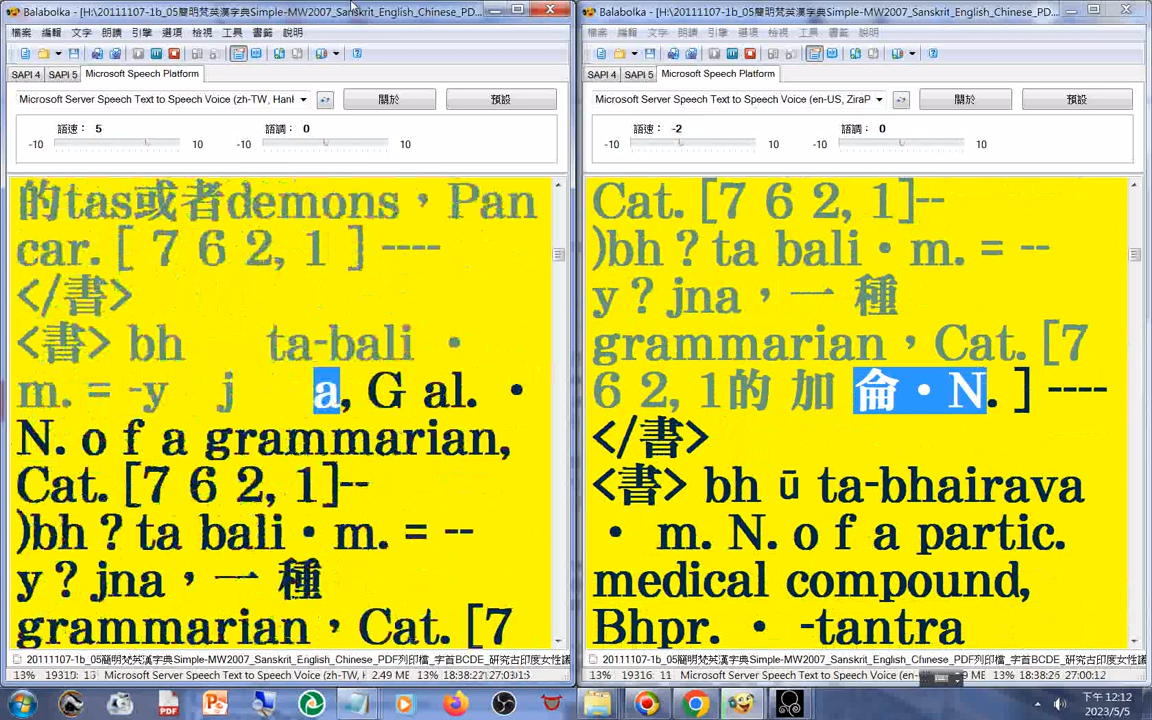 Balabolka - [H:\20111107-1b_05簡明梵英漢字典Simple-MW2007_Sanskrit_English_Chinese_PD...
檔案 編輯 文字 朗讀 引擎 選項 檢視 工具 書籤 說明
SAPI 4 SAPI 5 Microsoft Speech Platform
Microsoft Server Speech Text to Speech Voice (zh-TW, Hanl
關於 預設
語速： 5 語調： 0
-10 10 -10 10
的tas或者demons，Pan
car. [ 7 6 2, 1 ] ----
</書>
<書> bh ta-bali •
m. = -y j a, G al. •
N. o f a grammarian,
Cat. [7 6 2, 1]--
)bh ? ta bali • m. = --
y ? jna，一 種
grammarian，Cat. [7
20111107-1b_05簡明梵英漢字典Simple-MW2007_Sanskrit_English_Chinese_PDF列印檔_字首BCDE_研究古印度女性議
13% Microsoft Server Speech Text to Speech Voice (zh-TW, H 2.49 MB 13% 18:38:22
Balabolka - [H:\20111107-1b_05簡明梵英漢字典Simple-MW2007_Sanskrit_English_Chinese_PD...
檔案 編輯 文字 朗讀 引擎 選項 檢視 工具 書籤 說明
SAPI 4 SAPI 5 Microsoft Speech Platform
Microsoft Server Speech Text to Speech Voice (en-US, ZiraP
關於 預設
語速： -2 語調： 0
-10 10 -10 10
Cat. [7 6 2, 1]--
)bh ? ta bali • m. = --
y ? jna，一 種
grammarian，Cat. [7
6 2, 1的 加 侖 • N. ] ----
</書>
<書> bh ū ta-bhairava
• m. N. o f a partic.
medical compound,
Bhpr. • -tantra
20111107-1b_05簡明梵英漢字典Simple-MW2007_Sanskrit_English_Chinese_PDF列印檔_字首BCDE_研究古印度女性議
13% Microsoft Server Speech Text to Speech Voice 13% 18:38:26 27:00:12
下午 12:12
2023/5/5